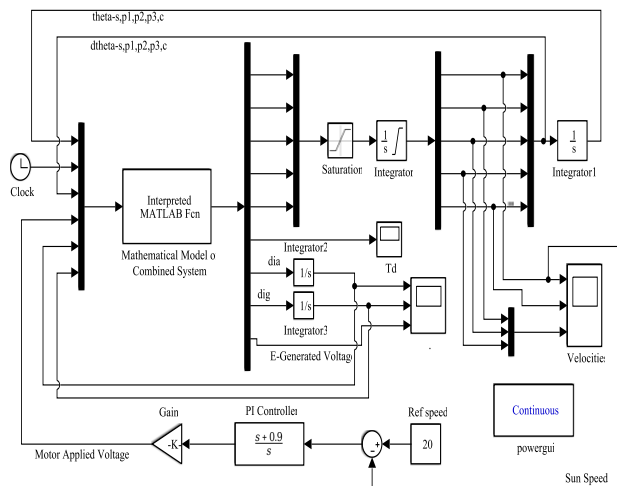 theta-s,p1,p2,p3,c
dtheta-s,p1,p2,p3,c
Clock
Interpreted
MATLAB Fcn
Mathematical Model o
Combined System
Saturation
1
s
Integrator
1
s
Integrator1
Integrator2
Td
dia
1/s
dig
1/s
Integrator3
E-Generated Voltage
Velocities
Gain
-K-
PI Controller
s + 0.9
s
+
−
Ref speed
20
Motor Applied Voltage
Continuous
powergui
Sun Speed